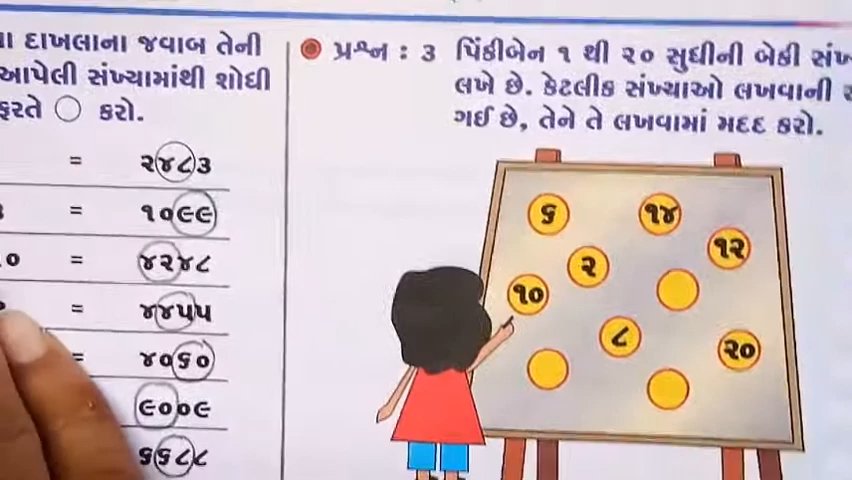 દાખલાના જવાબ તેની
આપેલી સંખ્યામાંથી શોધી
ફરતે ◯ કરો.
= ૨૪૮૩
= ૧૦૯૯
૦ = ૪૨૪૮
= ૪૪૫૫
= ૪૦૬૦
૯૦૦૯
૬૬૮૮
પ્રશ્ન : ૩ પિંકીબેન ૧ થી ૨૦ સુધીની બેકી
લખે છે. કેટલીક સંખ્યાઓ લખવાની
ગઈ છે, તેને તે લખવામાં મદદ કરો.
૬ ૧૪
૨ ૧૨
૧૦
૮ ૨૦